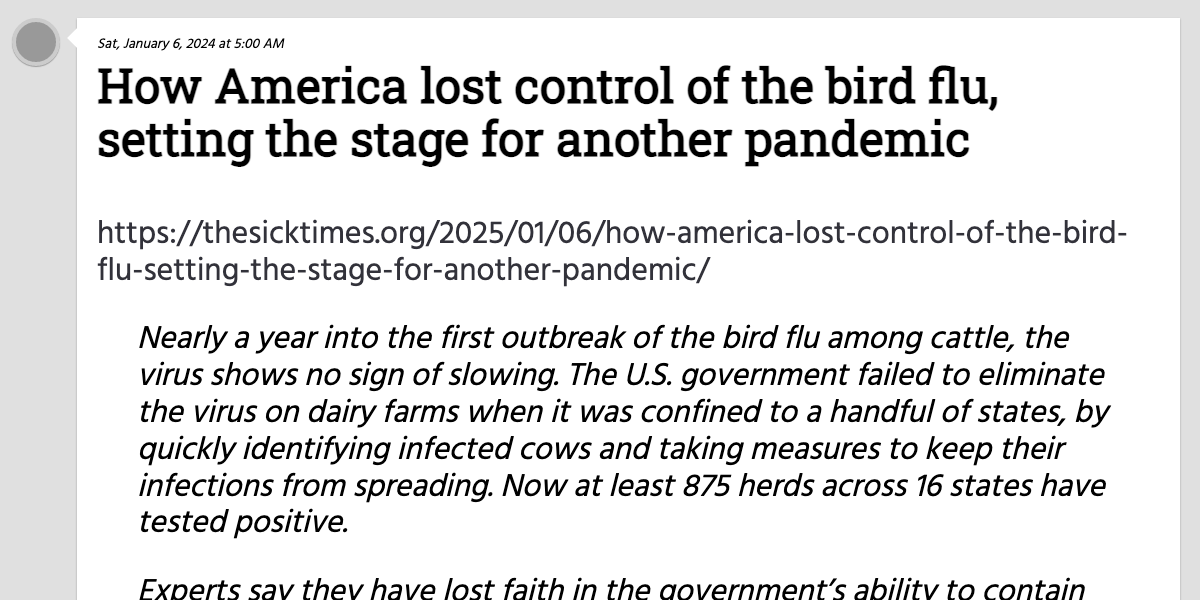 Sat, January 6, 2024 at 5:00 AM
How America lost control of the bird flu,
setting the stage for another pandemic
https://thesicktimes.org/2025/01/06/how-america-lost-control-of-the-bird-
flu-setting-the-stage-for-another-pandemic/
Nearly a year into the first outbreak of the bird flu among cattle, the
virus shows no sign of slowing. The U.S. government failed to eliminate
the virus on dairy farms when it was confined to a handful of states, by
quickly identifying infected cows and taking measures to keep their
infections from spreading. Now at least 875 herds across 16 states have
tested positive.
Experts say they have lost faith in the government’s ability to contain